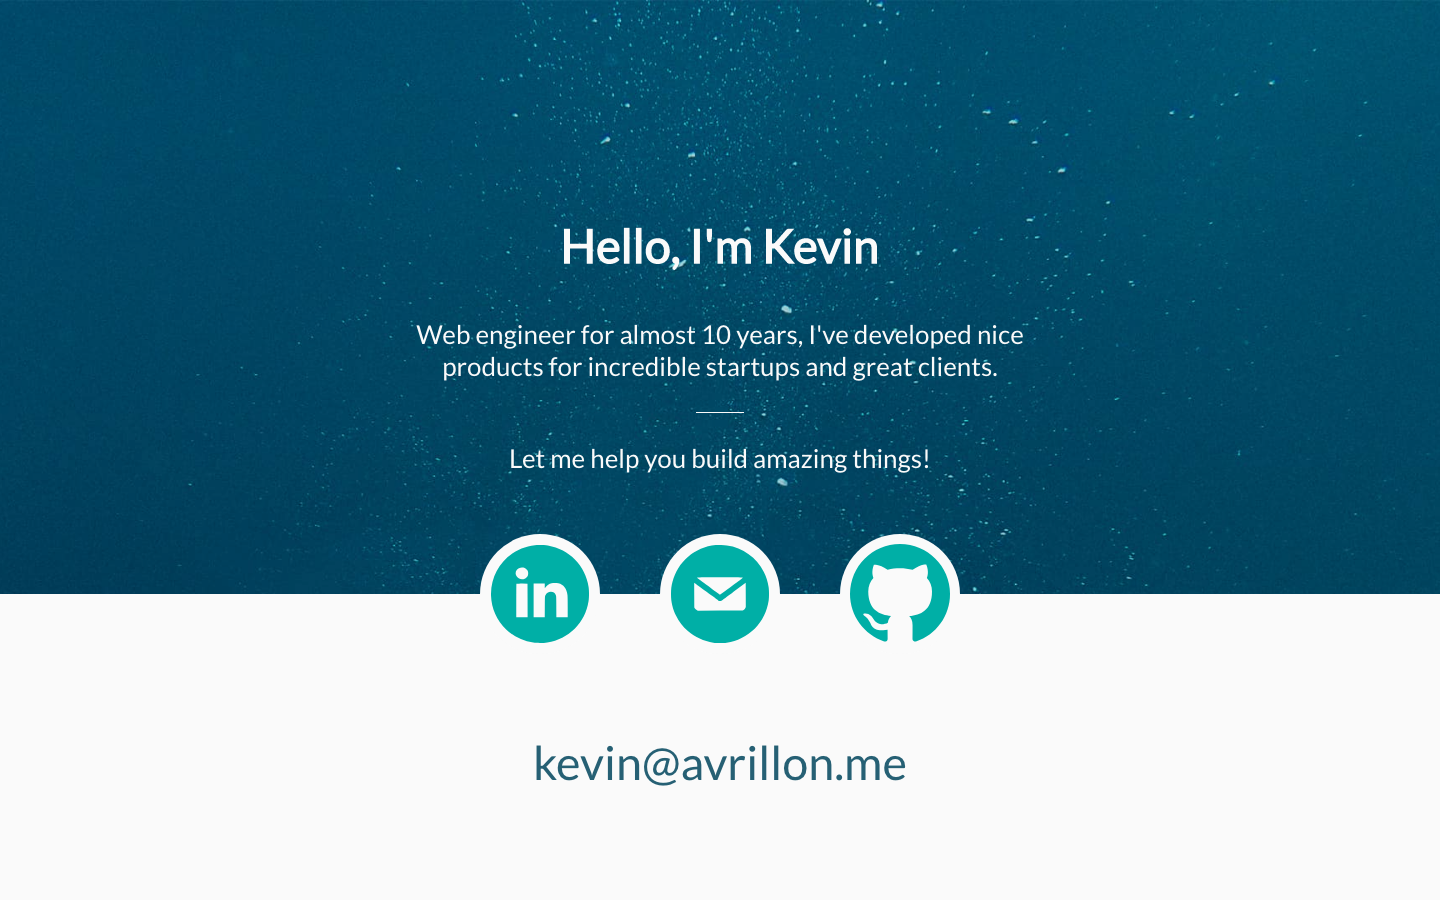 Hello, I'm Kevin
Web engineer for almost 10 years, I've developed nice
products for incredible startups and great clients.
Let me help you build amazing things!
in
kevin@avrillon.me